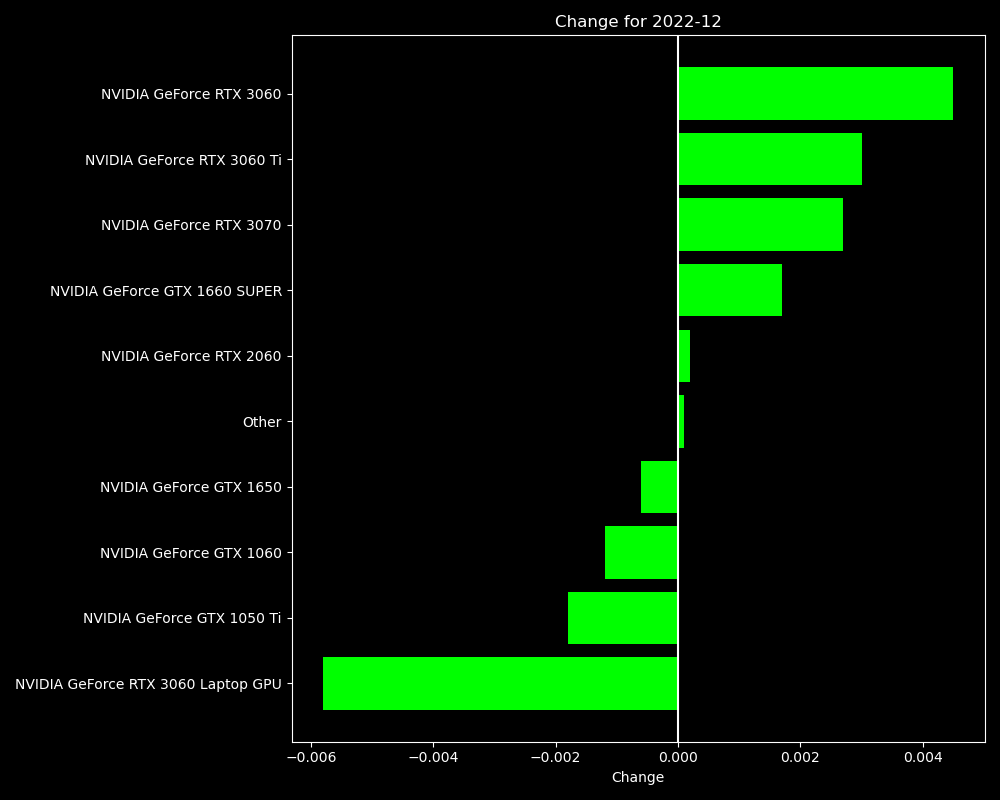 Change for 2022-12
NVIDIA GeForce RTX 3060
NVIDIA GeForce RTX 3060 Ti
NVIDIA GeForce RTX 3070
NVIDIA GeForce GTX 1660 SUPER
NVIDIA GeForce RTX 2060
Other
NVIDIA GeForce GTX 1650
NVIDIA GeForce GTX 1060
NVIDIA GeForce GTX 1050 Ti
NVIDIA GeForce RTX 3060 Laptop GPU
−0.006 −0.004 −0.002 0.000 0.002 0.004
Change